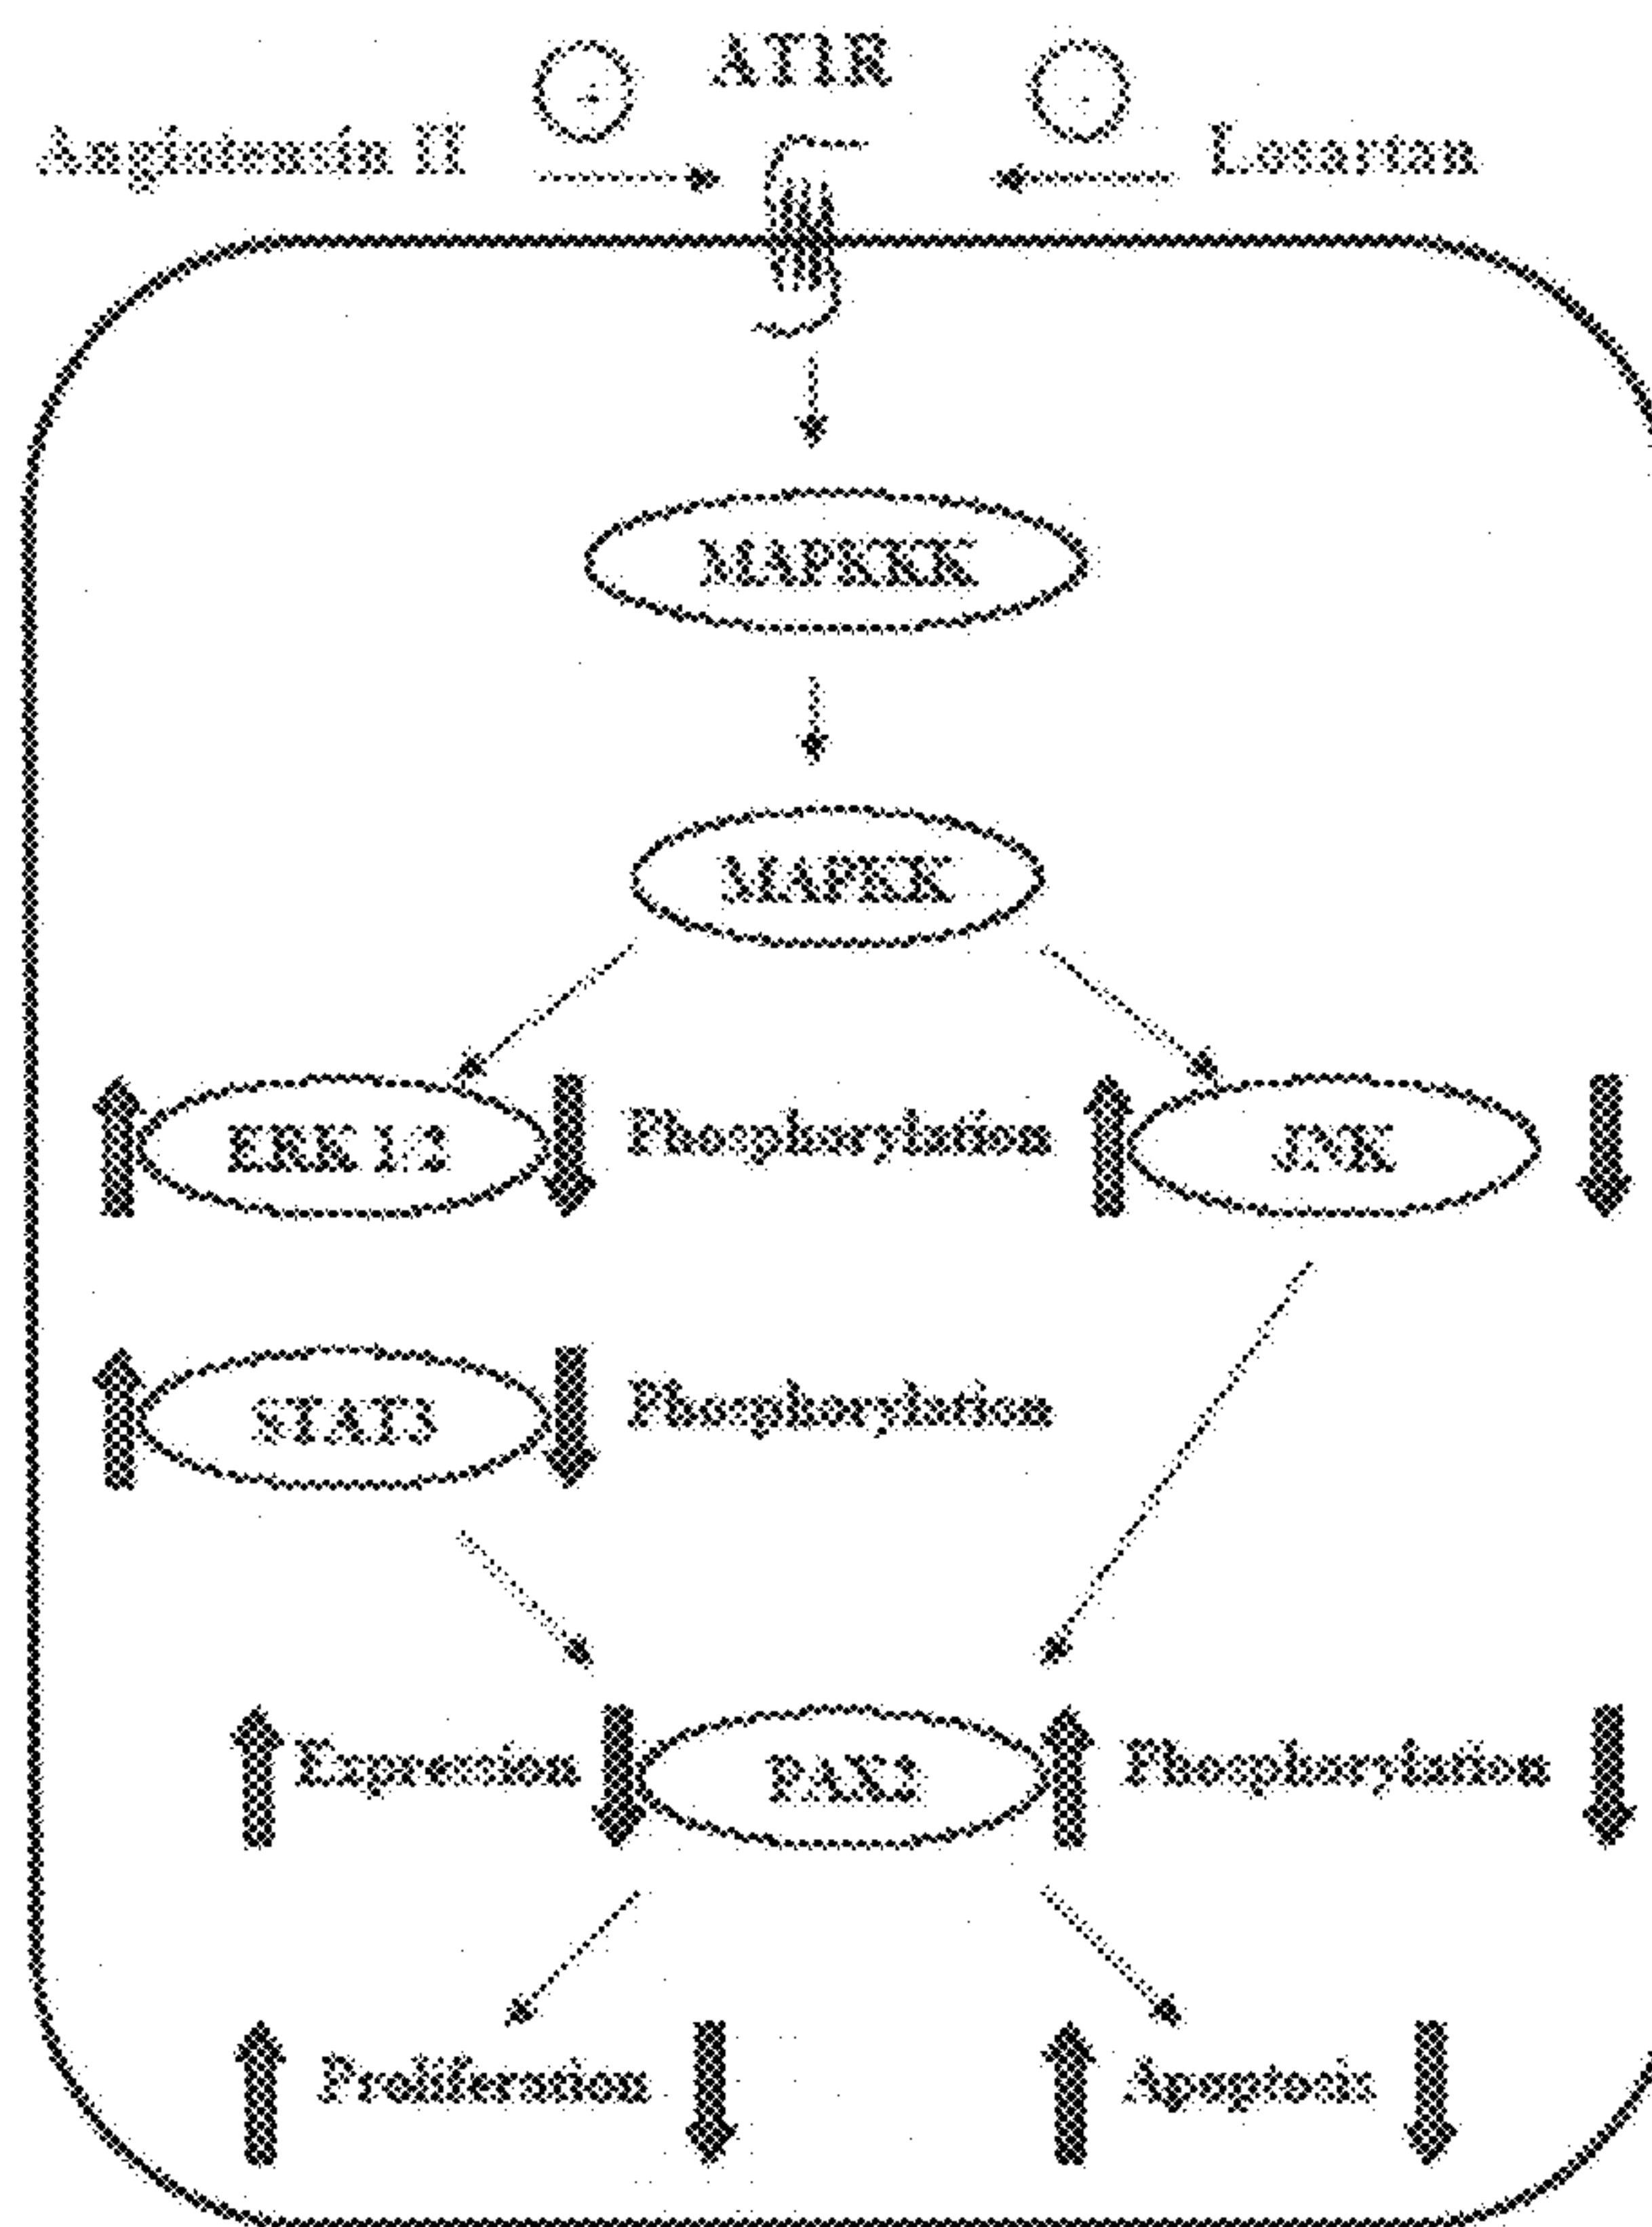 AT1R
+
-
Angiotensin II
Losartan
MAPKKK
MAPKK
ERK 1/2
Phosphorylation
JNK
STAT3
Phosphorylation
Expression
PAX2
Phosphorylation
Proliferation
Apoptosis